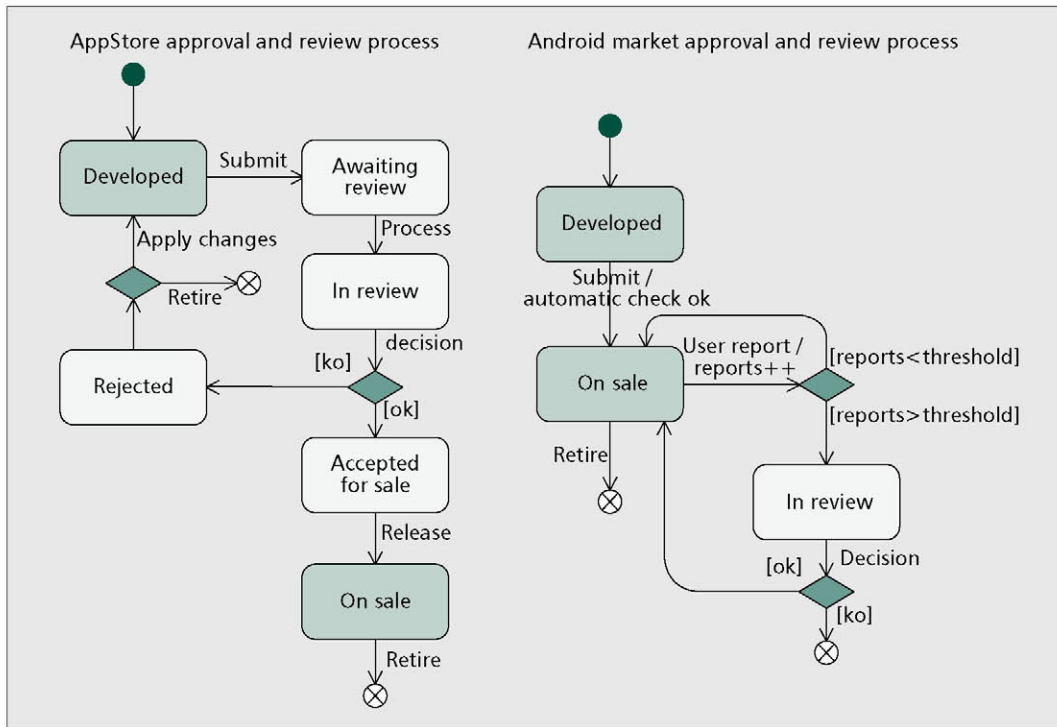 AppStore approval and review process
Developed
Submit
Awaiting
review
Process
Apply changes
Retire
In review
decision
[ko]
Rejected
[ok]
Accepted
for sale
Release
On sale
Retire
Android market approval and review process
Developed
Submit /
automatic check ok
On sale
User report /
reports++
[reports<threshold]
[reports>threshold]
Retire
In review
Decision
[ok]
[ko]